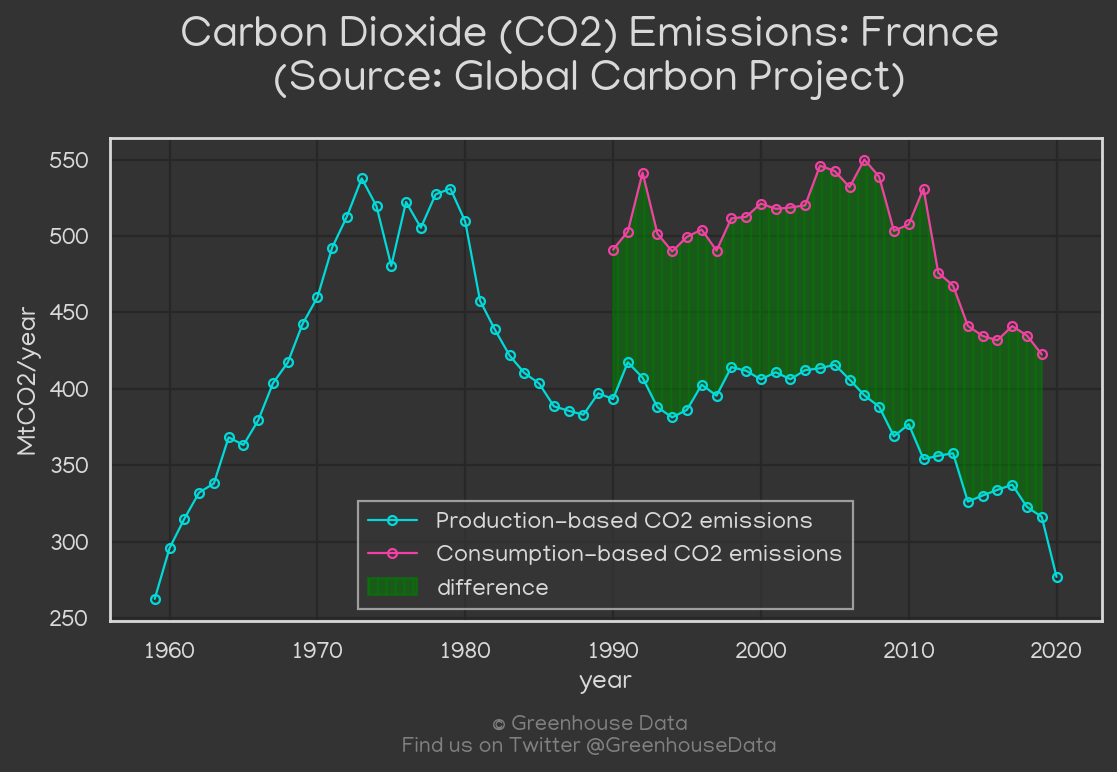 Carbon Dioxide (CO2) Emissions: France
(Source: Global Carbon Project)
550
500
450
400
350
300
250
MtCO2/year
Production-based CO2 emissions
Consumption-based CO2 emissions
difference
1960 1970 1980 1990 2000 2010 2020
year
© Greenhouse Data
Find us on Twitter @GreenhouseData